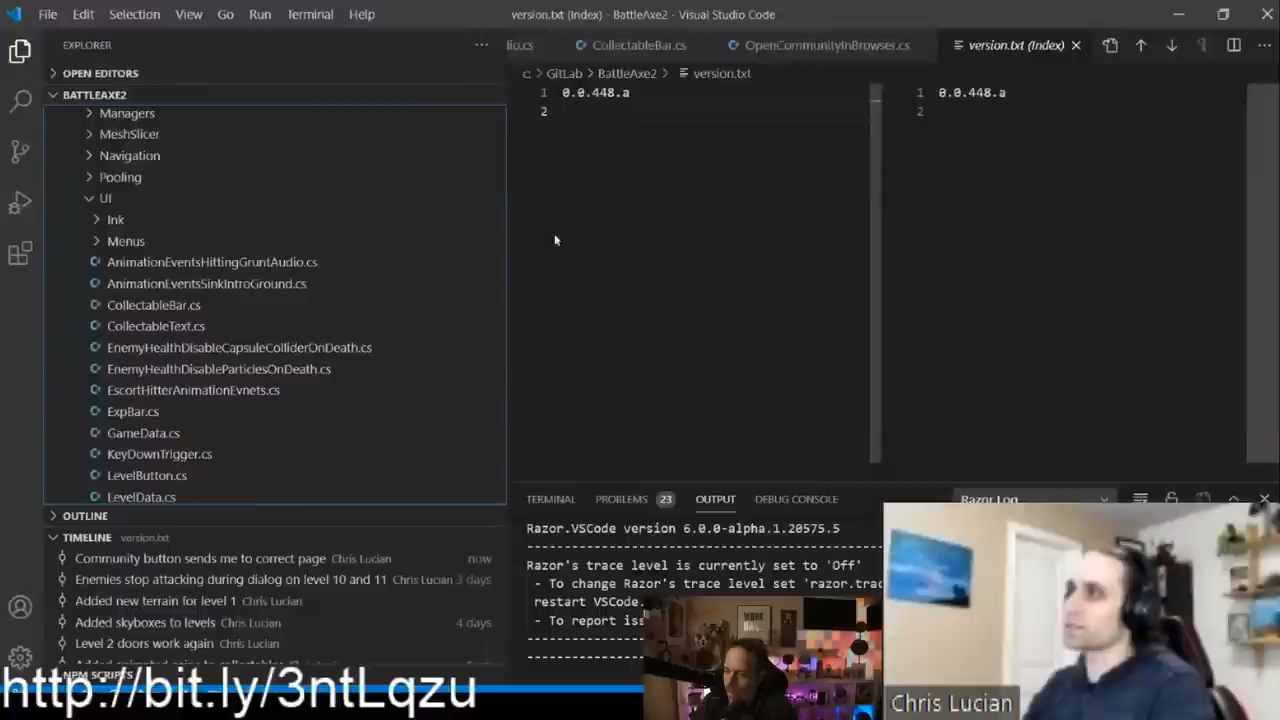 File Edit Selection View Go Run Terminal Help
version.txt (Index) - BattleAxe2 - Visual Studio Code
EXPLORER
OPEN EDITORS
BATTLEAXE2
Managers
MeshSlicer
Navigation
Pooling
UI
Ink
Menus
AnimationEventsHittingGruntAudio.cs
AnimationEventsSinkIntroGround.cs
CollectableBar.cs
CollectableText.cs
EnemyHealthDisableCapsuleColliderOnDeath.cs
EnemyHealthDisableParticlesOnDeath.cs
EscortHitterAnimationEvnets.cs
ExpBar.cs
GameData.cs
KeyDownTrigger.cs
LevelButton.cs
LevelData.cs
OUTLINE
TIMELINE version.txt
Community button sends me to correct page Chris Lucian now
Enemies stop attacking during dialog on level 10 and 11 Chris Lucian 3 days
Added new terrain for level 1 Chris Lucian
Added skyboxes to levels Chris Lucian 4 days
Level 2 doors work again Chris Lucian
NPM SCRIPTS
http://bit.ly/3ntLqzu
dio.cs CollectableBar.cs OpenCommunityInBrowser.cs version.txt (Index)
c: GitLab BattleAxe2 version.txt
1 0.0.448.a
2
1 0.0.448.a
2
TERMINAL PROBLEMS 23 OUTPUT DEBUG CONSOLE Razor Log
Razor.VSCode version 6.0.0-alpha.1.20575.5
Razor's trace level is currently set to 'Off'
- To change Razor's trace level set 'razor.trac
restart VSCode.
- To report iss
WORK
Chris Lucian